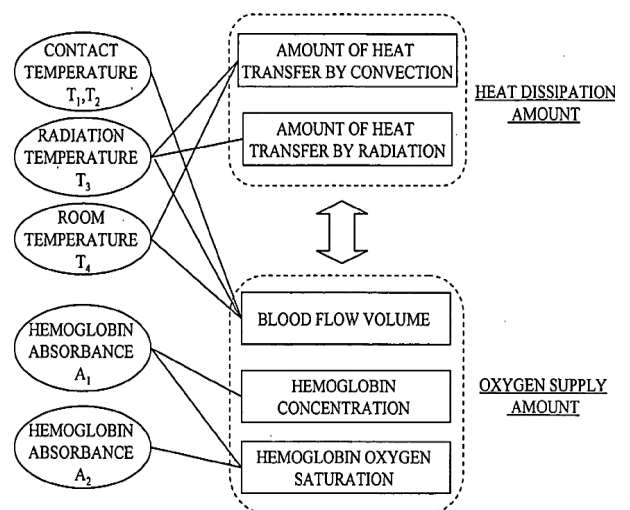 CONTACT
TEMPERATURE
T₁,T₂
RADIATION
TEMPERATURE
T₃
ROOM
TEMPERATURE
T₄
HEMOGLOBIN
ABSORBANCE
A₁
HEMOGLOBIN
ABSORBANCE
A₂
AMOUNT OF HEAT
TRANSFER BY CONVECTION
AMOUNT OF HEAT
TRANSFER BY RADIATION
HEAT DISSIPATION
AMOUNT
BLOOD FLOW VOLUME
HEMOGLOBIN
CONCENTRATION
HEMOGLOBIN OXYGEN
SATURATION
OXYGEN SUPPLY
AMOUNT